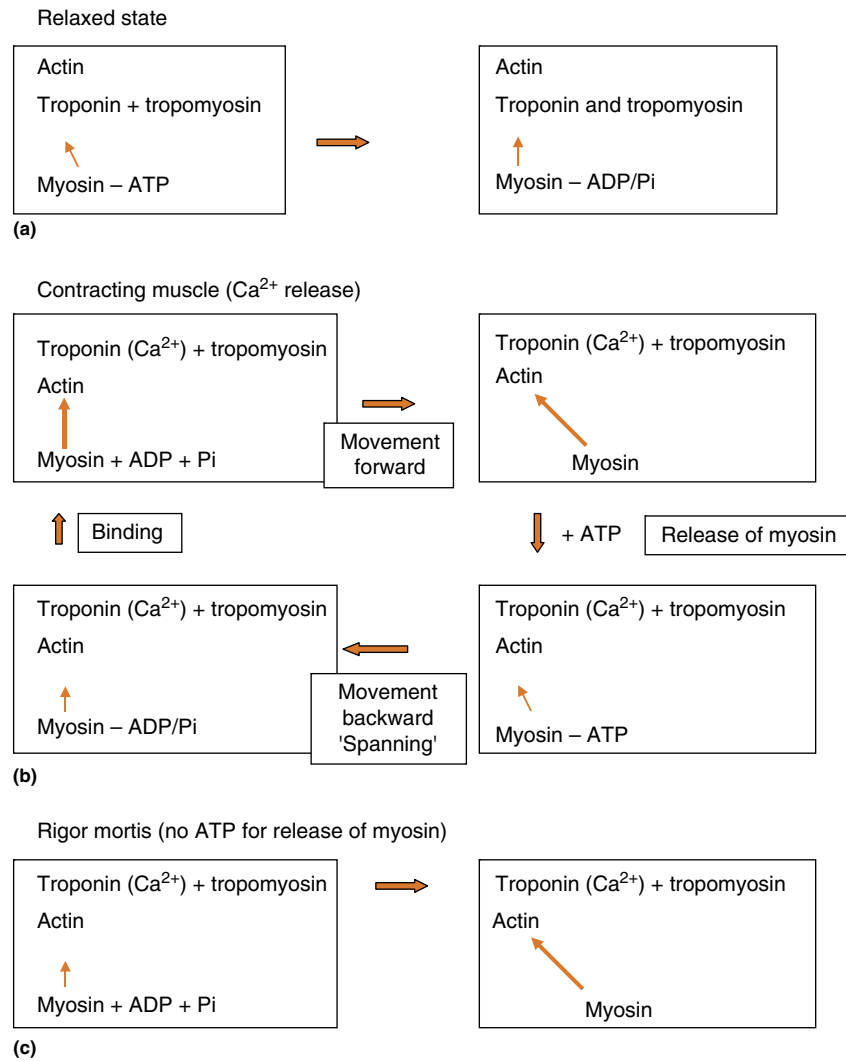 Relaxed state
Actin
Troponin + tropomyosin
Myosin – ATP
Actin
Troponin and tropomyosin
Myosin – ADP/Pi
(a)
Contracting muscle (Ca²⁺ release)
Troponin (Ca²⁺) + tropomyosin
Actin
Myosin + ADP + Pi
Movement
forward
Troponin (Ca²⁺) + tropomyosin
Actin
Myosin
Binding
+ ATP
Release of myosin
Troponin (Ca²⁺) + tropomyosin
Actin
Myosin – ADP/Pi
Movement
backward
'Spanning'
Troponin (Ca²⁺) + tropomyosin
Actin
Myosin – ATP
(b)
Rigor mortis (no ATP for release of myosin)
Troponin (Ca²⁺) + tropomyosin
Actin
Myosin + ADP + Pi
Troponin (Ca²⁺) + tropomyosin
Actin
Myosin
(c)